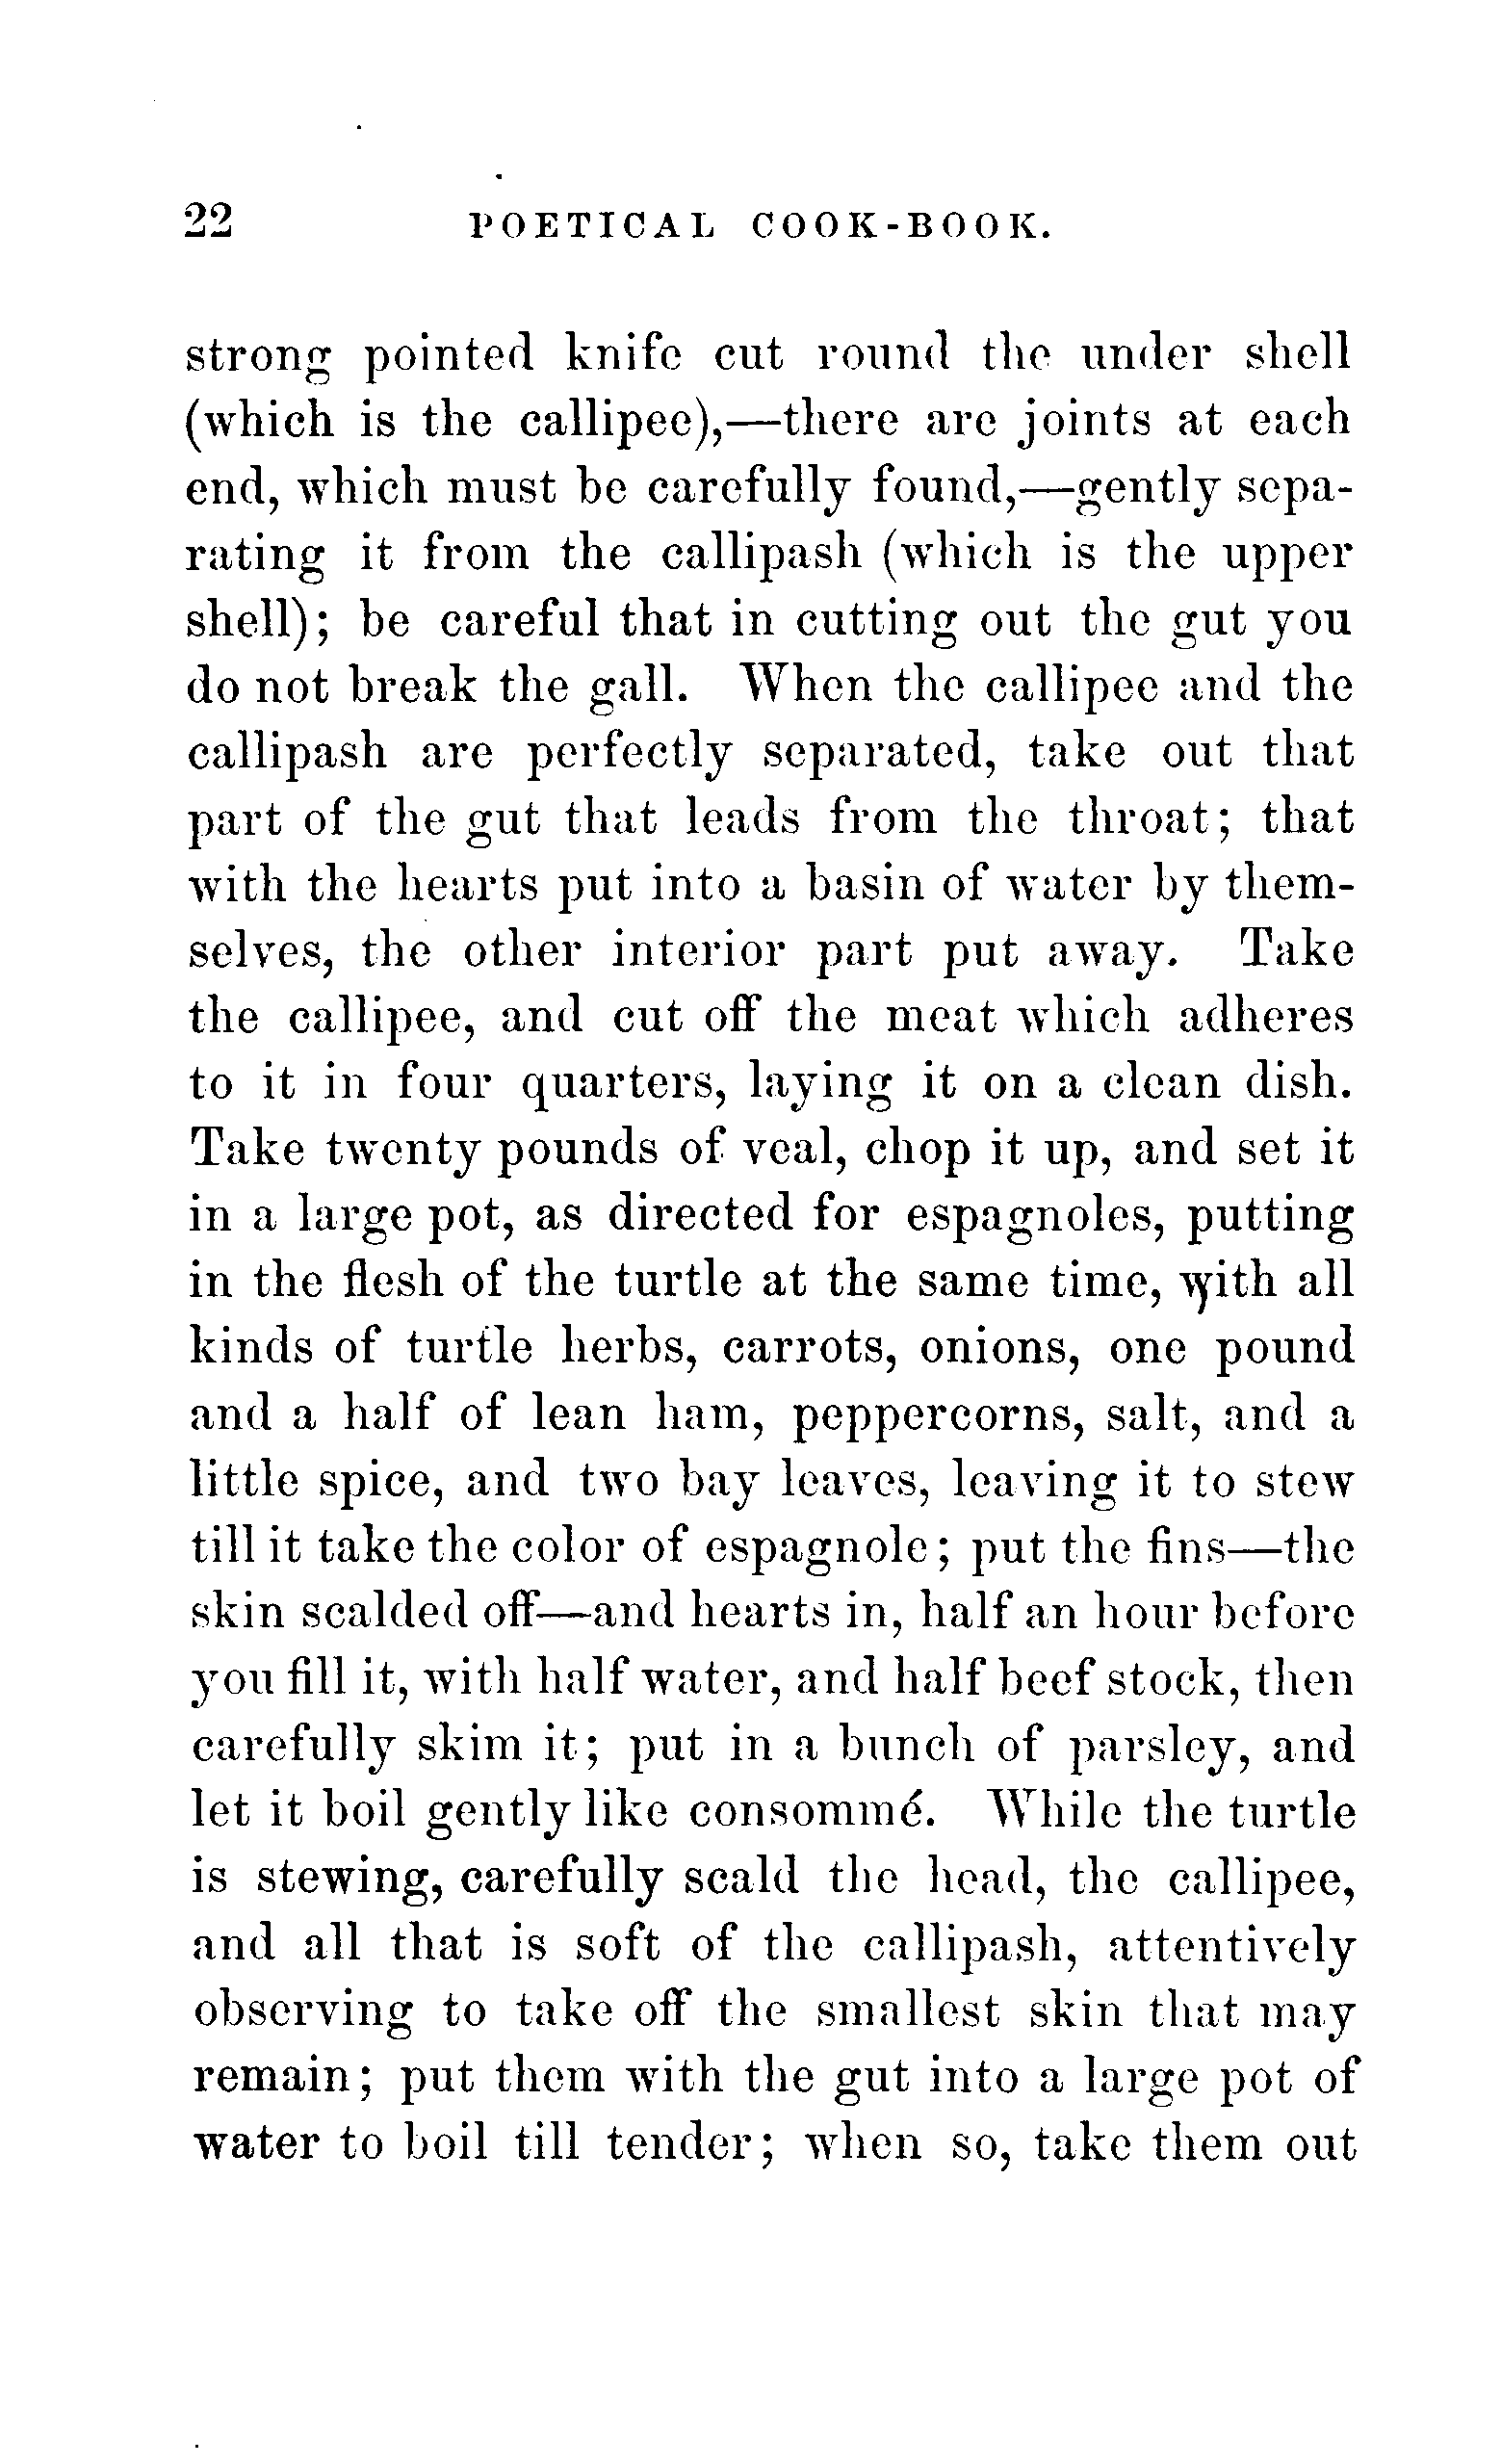 22 POETICAL COOK-BOOK.
strong pointed knife cut round the under shell
(which is the callipee),—there are joints at each
end, which must be carefully found,—gently sepa-
rating it from the callipash (which is the upper
shell); be careful that in cutting out the gut you
do not break the gall. When the callipee and the
callipash are perfectly separated, take out that
part of the gut that leads from the throat; that
with the hearts put into a basin of water by them-
selves, the other interior part put away. Take
the callipee, and cut off the meat which adheres
to it in four quarters, laying it on a clean dish.
Take twenty pounds of veal, chop it up, and set it
in a large pot, as directed for espagnoles, putting
in the flesh of the turtle at the same time, with all
kinds of turtle herbs, carrots, onions, one pound
and a half of lean ham, peppercorns, salt, and a
little spice, and two bay leaves, leaving it to stew
till it take the color of espagnole; put the fins—the
skin scalded off—and hearts in, half an hour before
you fill it, with half water, and half beef stock, then
carefully skim it; put in a bunch of parsley, and
let it boil gently like consommé. While the turtle
is stewing, carefully scald the head, the callipee,
and all that is soft of the callipash, attentively
observing to take off the smallest skin that may
remain; put them with the gut into a large pot of
water to boil till tender; when so, take them out